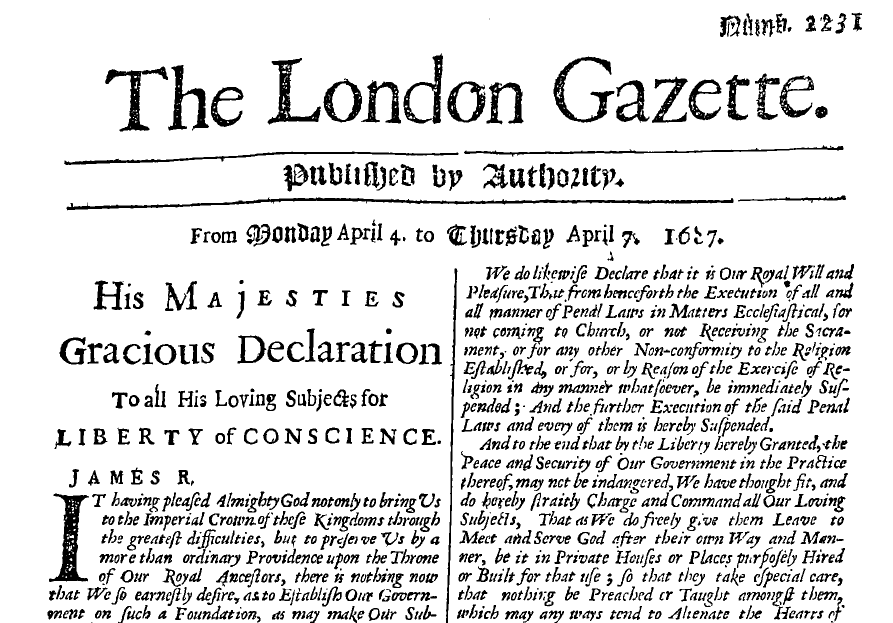 Numb. 2231
The London Gazette.
Publiſhed by Authority.
From Monday April 4. to Thursday April 7. 1687.
His MAJESTIES
Gracious Declaration
To all His Loving Subjects for
LIBERTY of CONSCIENCE.
JAMES R.
IT having pleaſed Almighty God not only to bring Us
to the Imperial Crown of theſe Kingdoms through
the greateſt difficulties, but to preſerve Us by a
more than ordinary Providence upon the Throne
of Our Royal Anceſtors, there is nothing now
that We ſo earneſtly deſire, as to Eſtabliſh Our Govern-
ment on ſuch a Foundation, as may make Our Sub-
We do likewiſe Declare that it is Our Royal Will and
Pleaſure, That from henceforth the Execution of all and
all manner of Penal Laws in Matters Eccleſiaſtical, for
not coming to Church, or not Receiving the Sacra-
ment, or for any other Non-conformity to the Religion
Eſtabliſhed, or for, or by Reaſon of the Exerciſe of Re-
ligion in any manner whatſoever, be immediately Suſ-
pended; And the further Execution of the ſaid Penal
Laws and every of them is hereby Suſpended.
And to the end that by the Liberty hereby Granted, the
Peace and Security of Our Government in the Practice
thereof, may not be indangered, We have thought fit, and
do hereby ſtraitly Charge and Command all Our Loving
Subjects, That as We do freely give them Leave to
Meet and Serve God after their own Way and Man-
ner, be it in Private Houſes or Places purpoſely Hired
or Built for that uſe; ſo that they take eſpecial care,
that nothing be Preached or Taught amongſt them,
which may any ways tend to Alienate the Hearts of